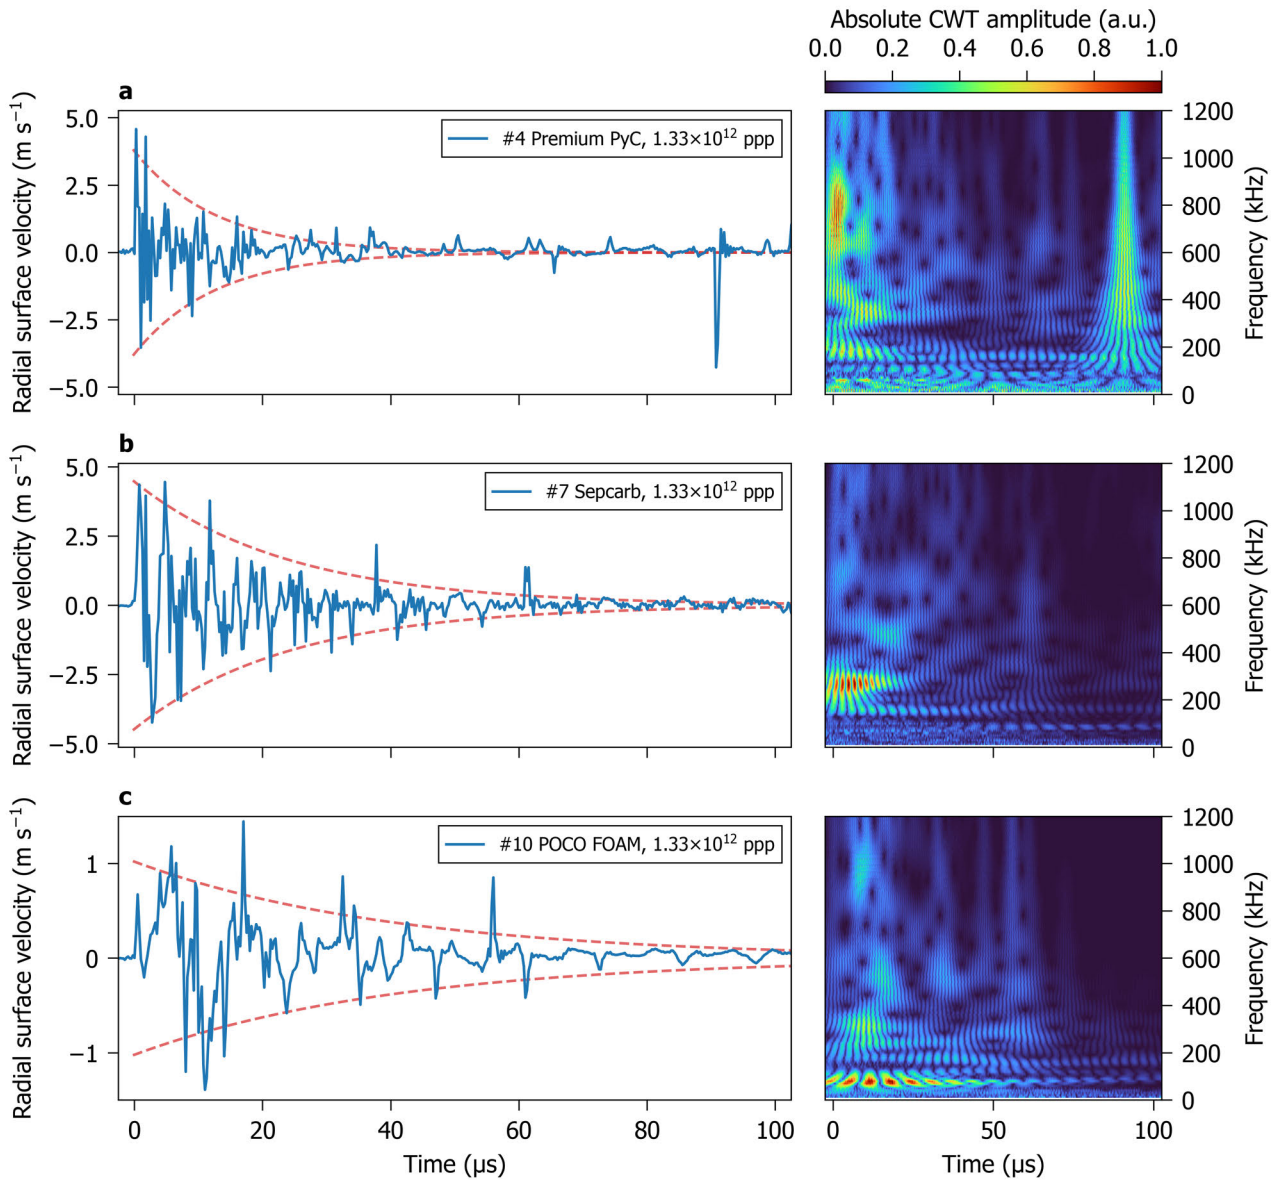 Absolute CWT amplitude (a.u.)
0.0 0.2 0.4 0.6 0.8 1.0
a
Radial surface velocity (m s⁻¹)
5.0
2.5
0.0
−2.5
−5.0
#4 Premium PyC, 1.33×10¹² ppp
1200
1000
800
600
400
200
0
Frequency (kHz)
b
Radial surface velocity (m s⁻¹)
5.0
2.5
0.0
−2.5
−5.0
#7 Sepcarb, 1.33×10¹² ppp
1200
1000
800
600
400
200
0
Frequency (kHz)
c
Radial surface velocity (m s⁻¹)
1
0
−1
#10 POCO FOAM, 1.33×10¹² ppp
1200
1000
800
600
400
200
0
Frequency (kHz)
0 20 40 60 80 100
Time (μs)
0 50 100
Time (μs)